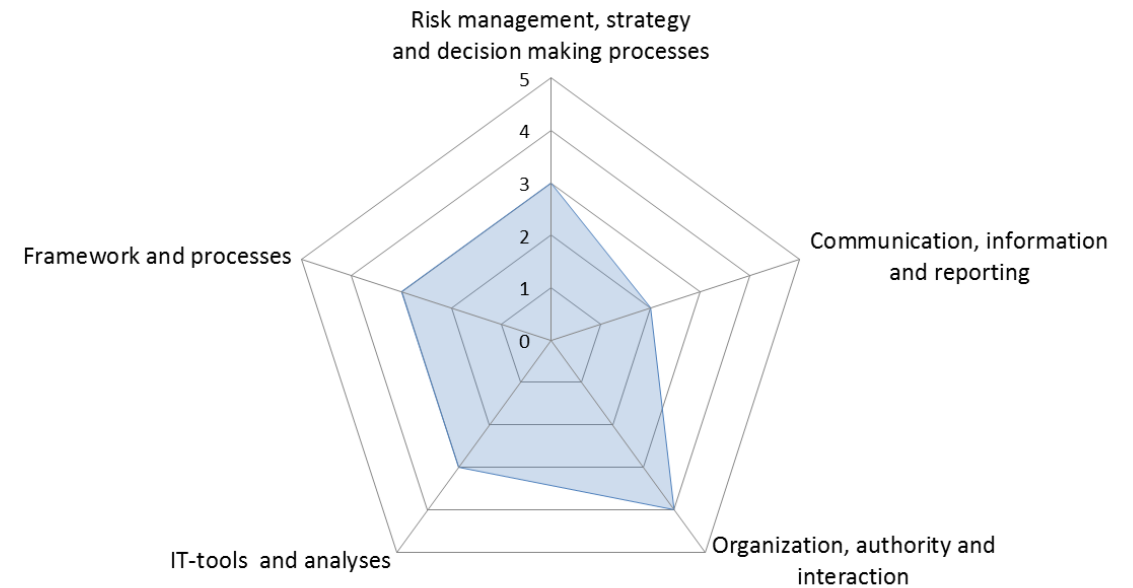 Risk management, strategy
and decision making processes
5
4
3
2
1
0
Communication, information
and reporting
Framework and processes
IT-tools  and analyses
Organization, authority and
interaction